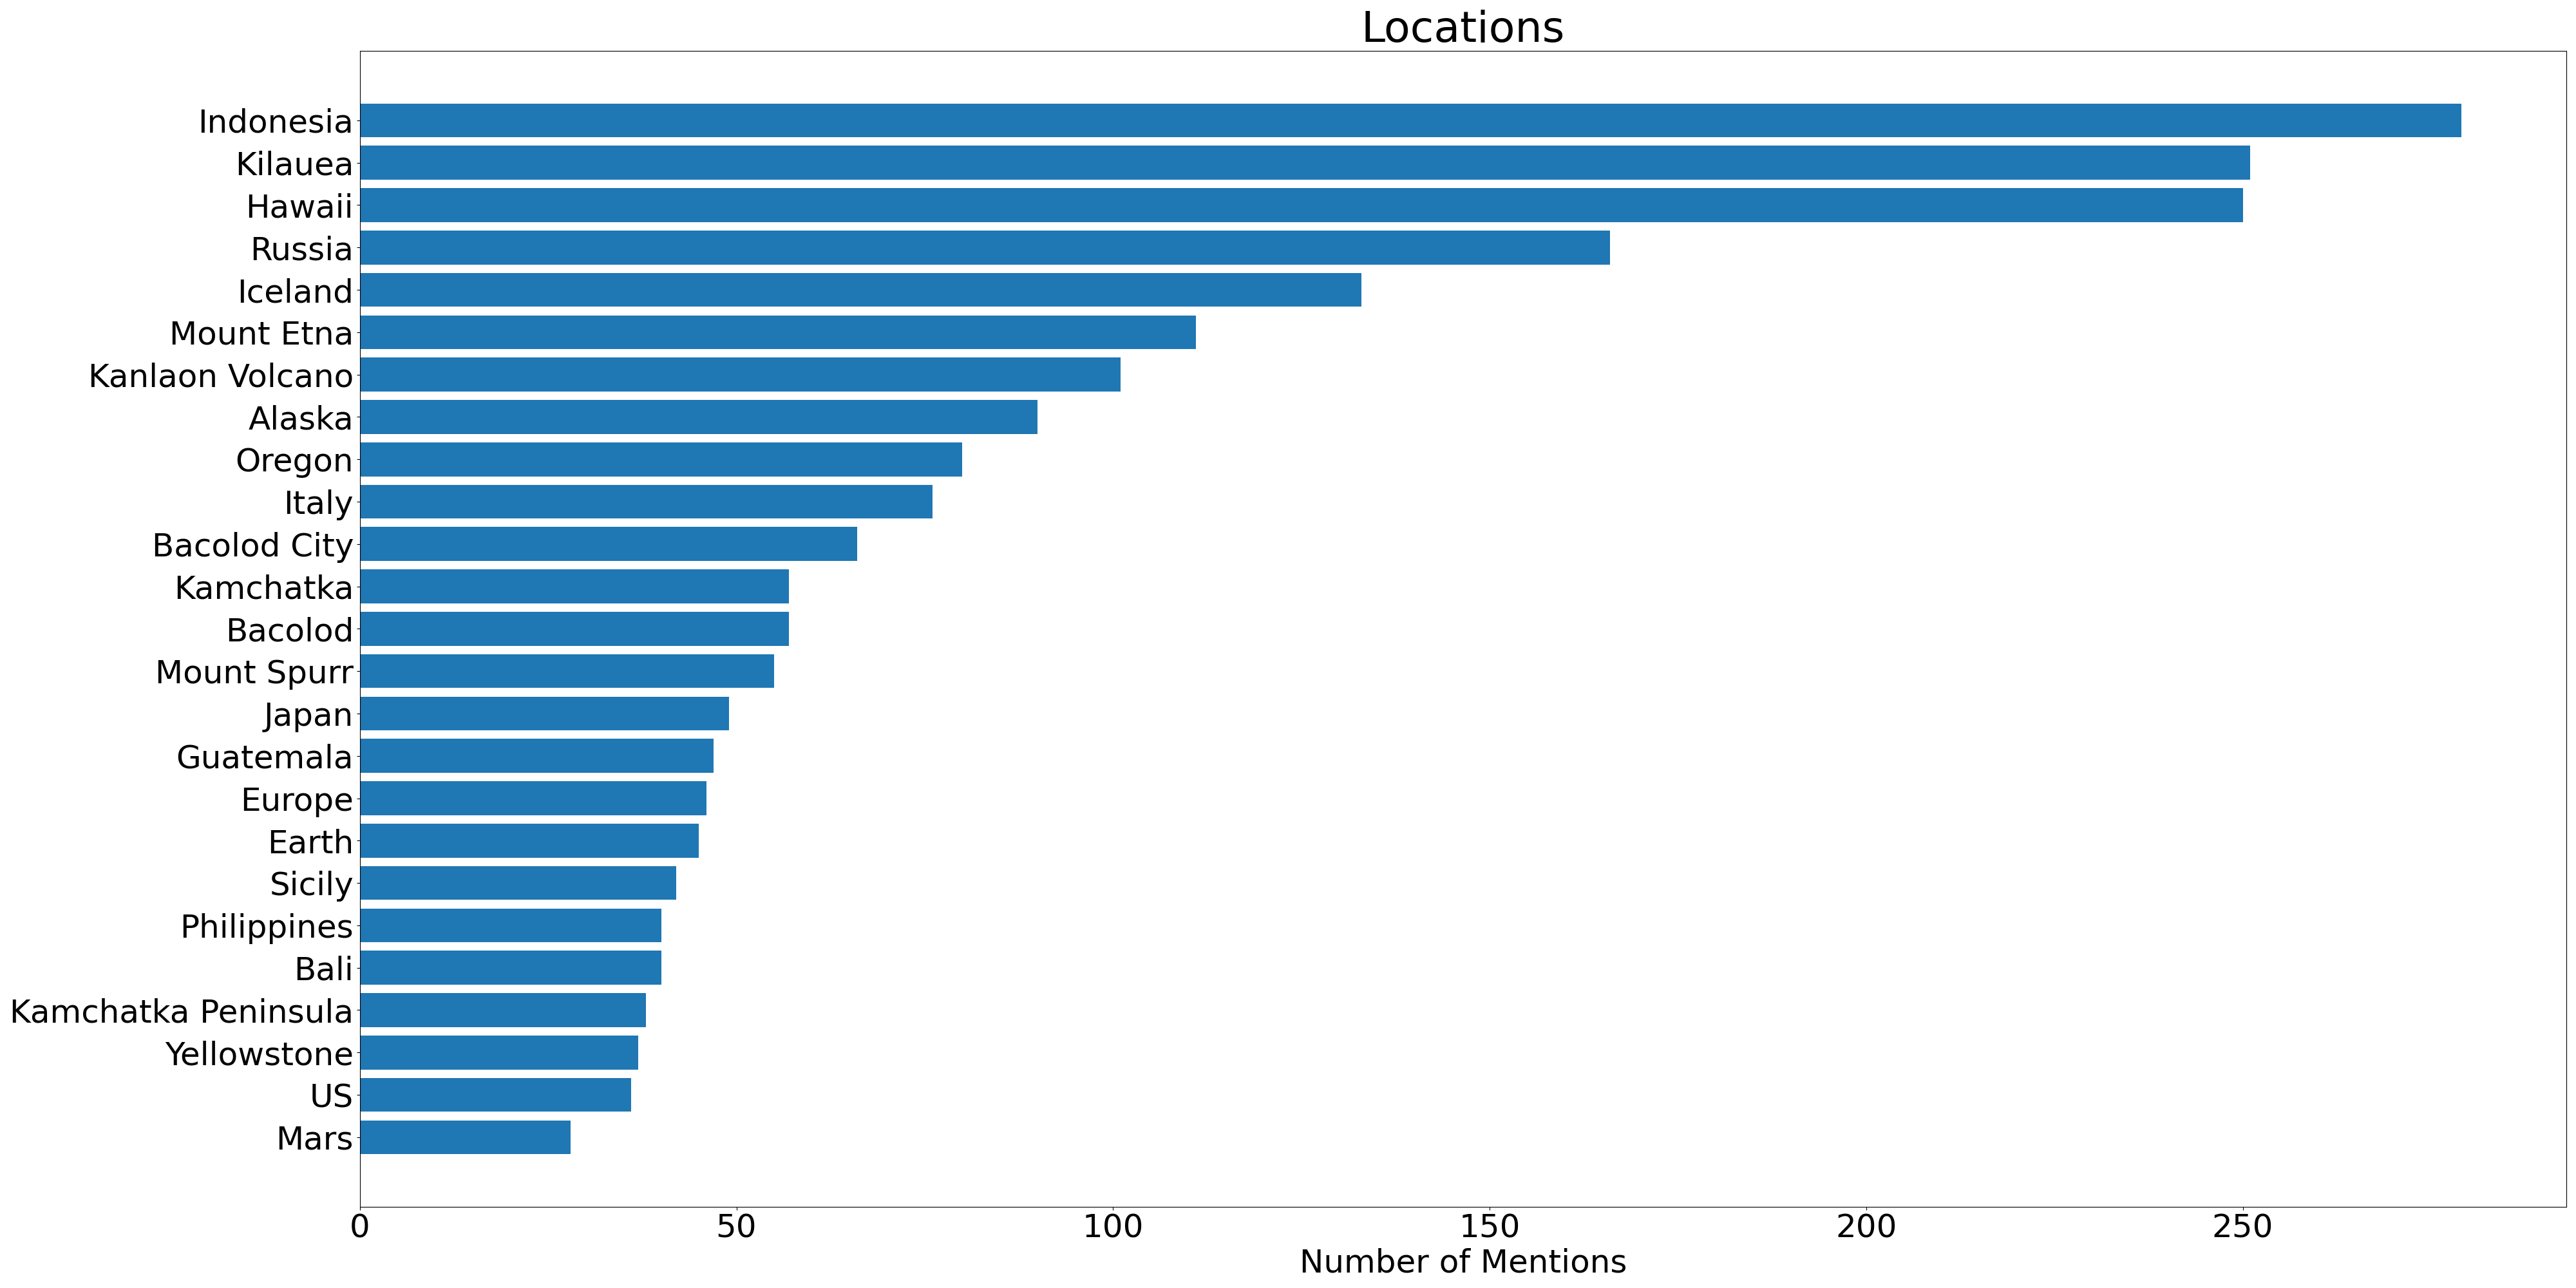 Locations
Indonesia
Kilauea
Hawaii
Russia
Iceland
Mount Etna
Kanlaon Volcano
Alaska
Oregon
Italy
Bacolod City
Kamchatka
Bacolod
Mount Spurr
Japan
Guatemala
Europe
Earth
Sicily
Philippines
Bali
Kamchatka Peninsula
Yellowstone
US
Mars
0 50 100 150 200 250
Number of Mentions